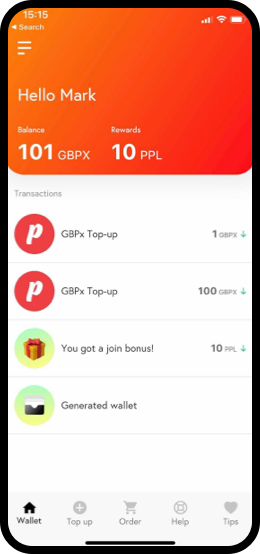 15:15
Search
Hello Mark
Balance Rewards
101 GBPX 10 PPL
Transactions
p GBPx Top-up 1 GBPX
p GBPx Top-up 100 GBPX
You got a join bonus! 10 PPL
Generated wallet
Wallet Top up Order Help Tips